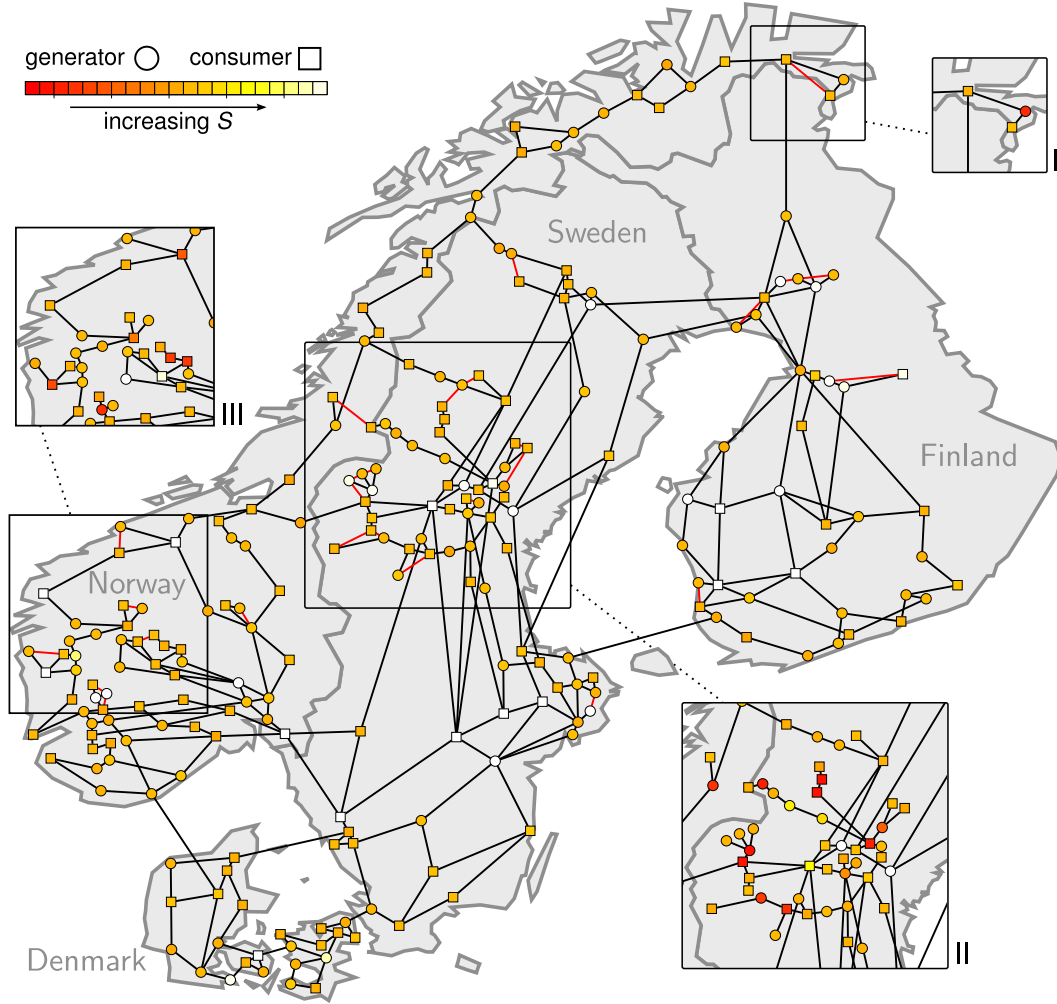 generator consumer
increasing S
I
Sweden
III
Finland
Norway
II
Denmark